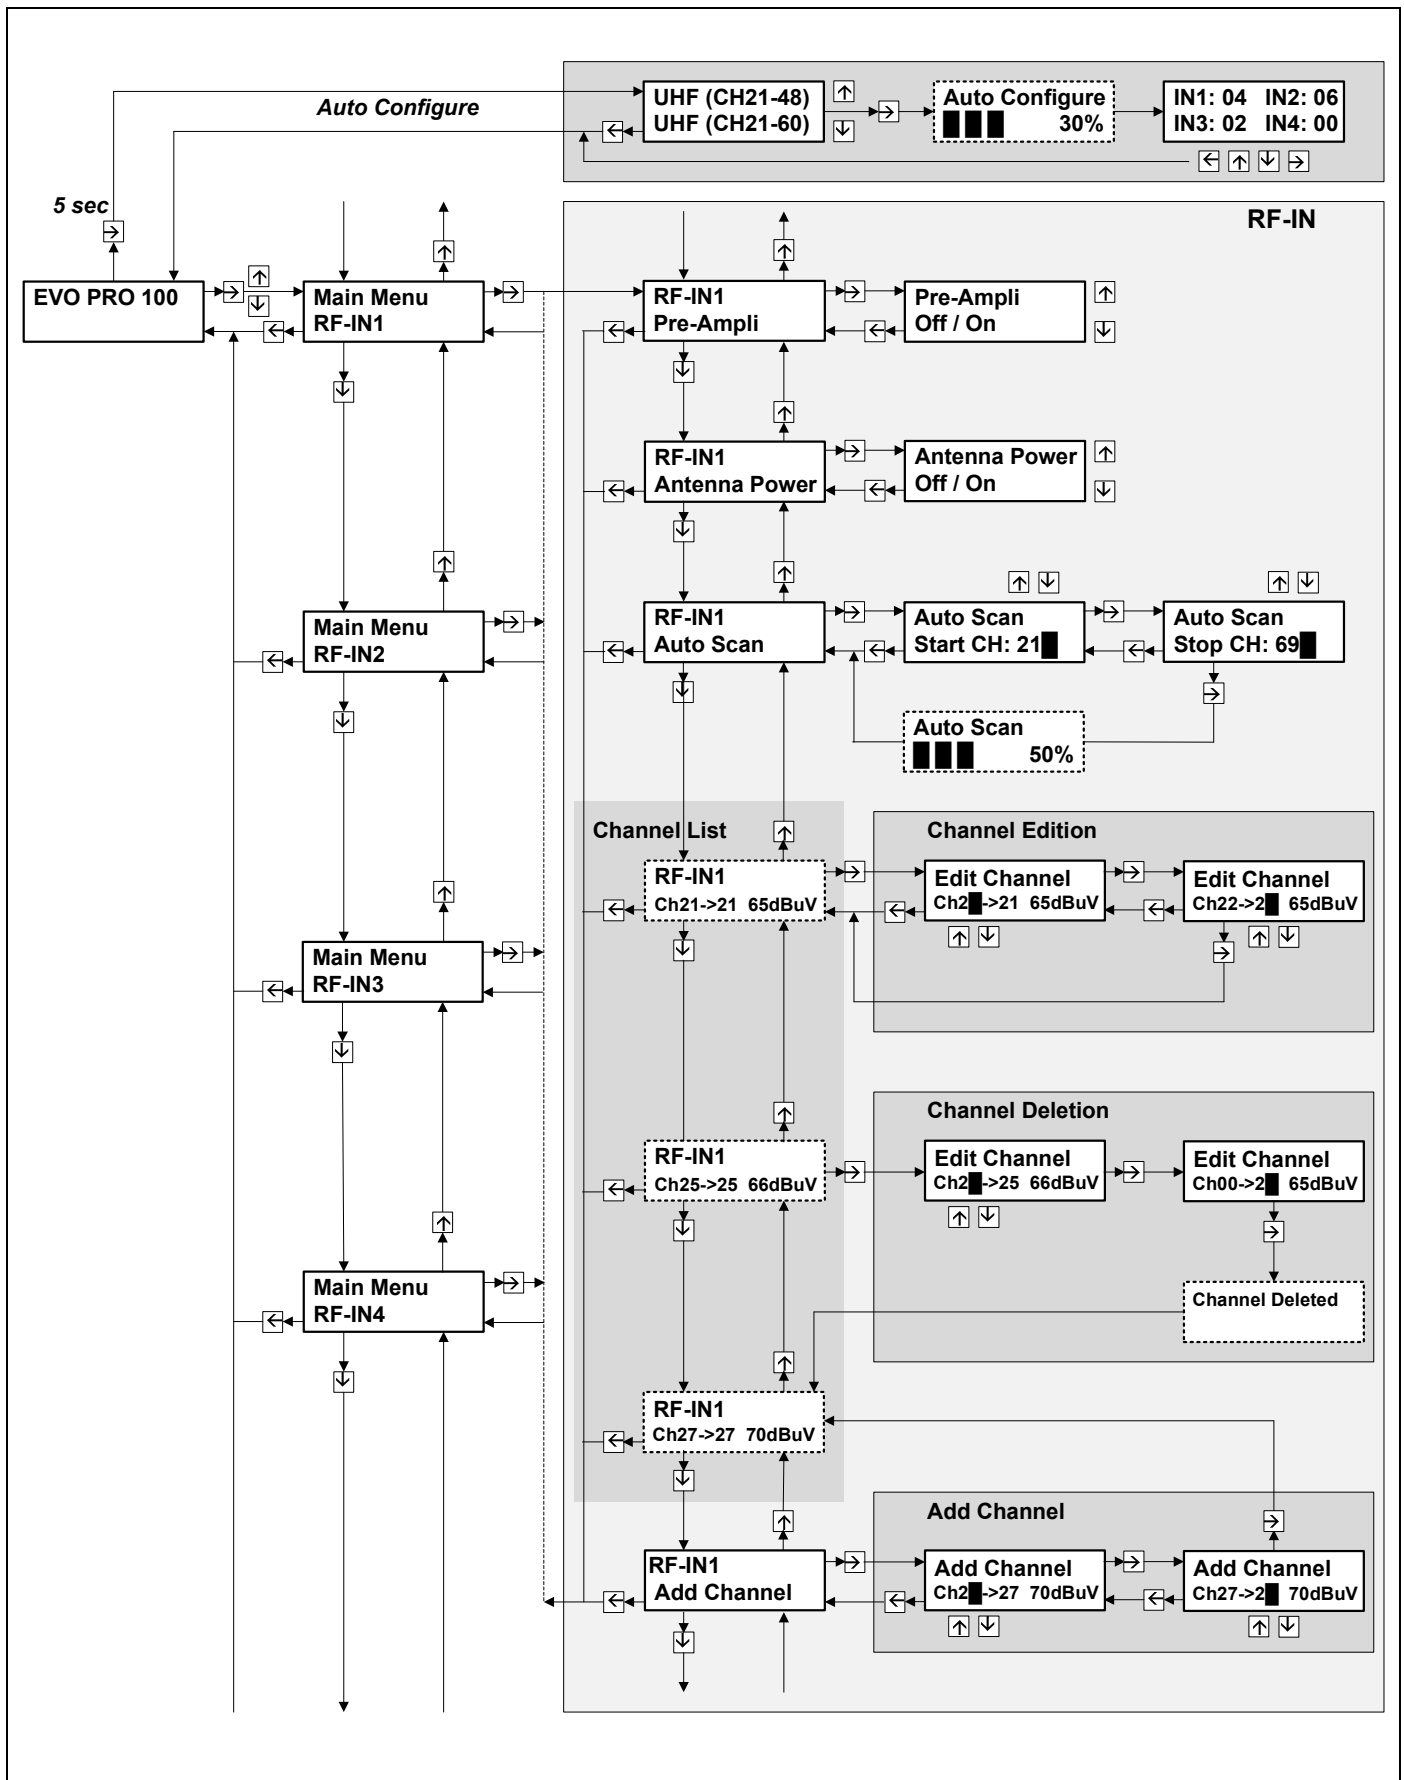 Auto Configure
UHF (CH21-48)
UHF (CH21-60)
Auto Configure
30%
IN1: 04 IN2: 06
IN3: 02 IN4: 00
5 sec
RF-IN
EVO PRO 100
Main Menu
RF-IN1
RF-IN1
Pre-Ampli
Pre-Ampli
Off / On
RF-IN1
Antenna Power
Antenna Power
Off / On
Main Menu
RF-IN2
RF-IN1
Auto Scan
Auto Scan
Start CH: 21
Auto Scan
Stop CH: 69
Auto Scan
50%
Channel List
RF-IN1
Ch21->21 65dBuV
Channel Edition
Edit Channel
Ch2 ->21 65dBuV
Edit Channel
Ch22->2 65dBuV
Main Menu
RF-IN3
Channel Deletion
RF-IN1
Ch25->25 66dBuV
Edit Channel
Ch2 ->25 66dBuV
Edit Channel
Ch00->2 65dBuV
Channel Deleted
Main Menu
RF-IN4
RF-IN1
Ch27->27 70dBuV
Add Channel
RF-IN1
Add Channel
Add Channel
Ch2 ->27 70dBuV
Add Channel
Ch27->2 70dBuV